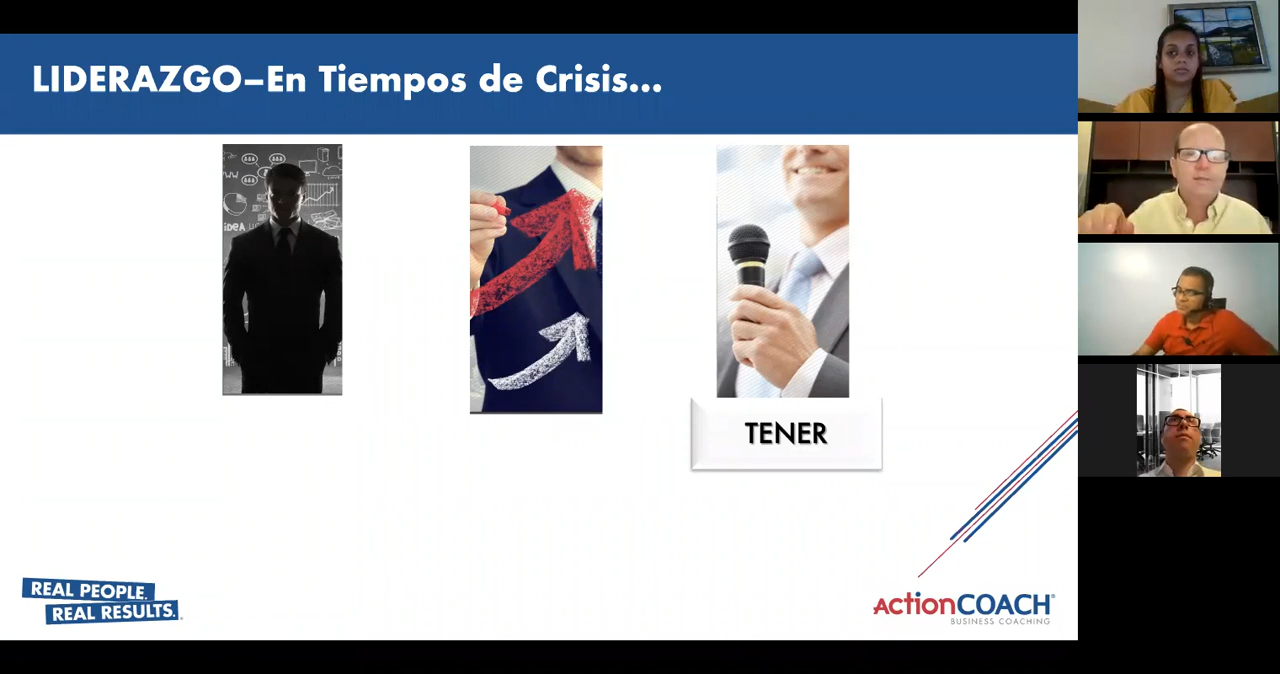 LIDERAZGO–En Tiempos de Crisis...
IDEA
TENER
REAL PEOPLE.
REAL RESULTS.
ActionCOACH
BUSINESS COACHING